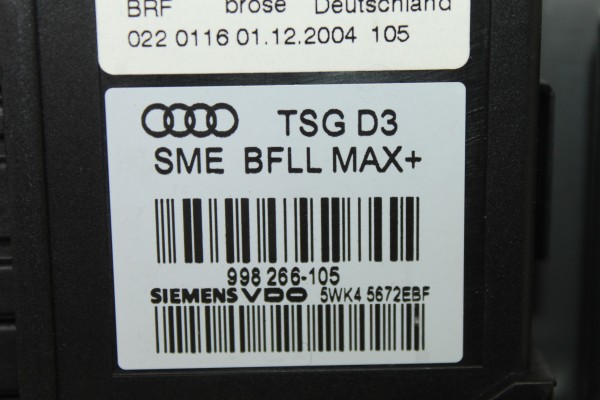 BRF brose Deutschland
022 0116 01.12.2004 105
TSG D3
SME BFLL MAX+
998 266-105
SIEMENS VDO 5WK4 5672EBF